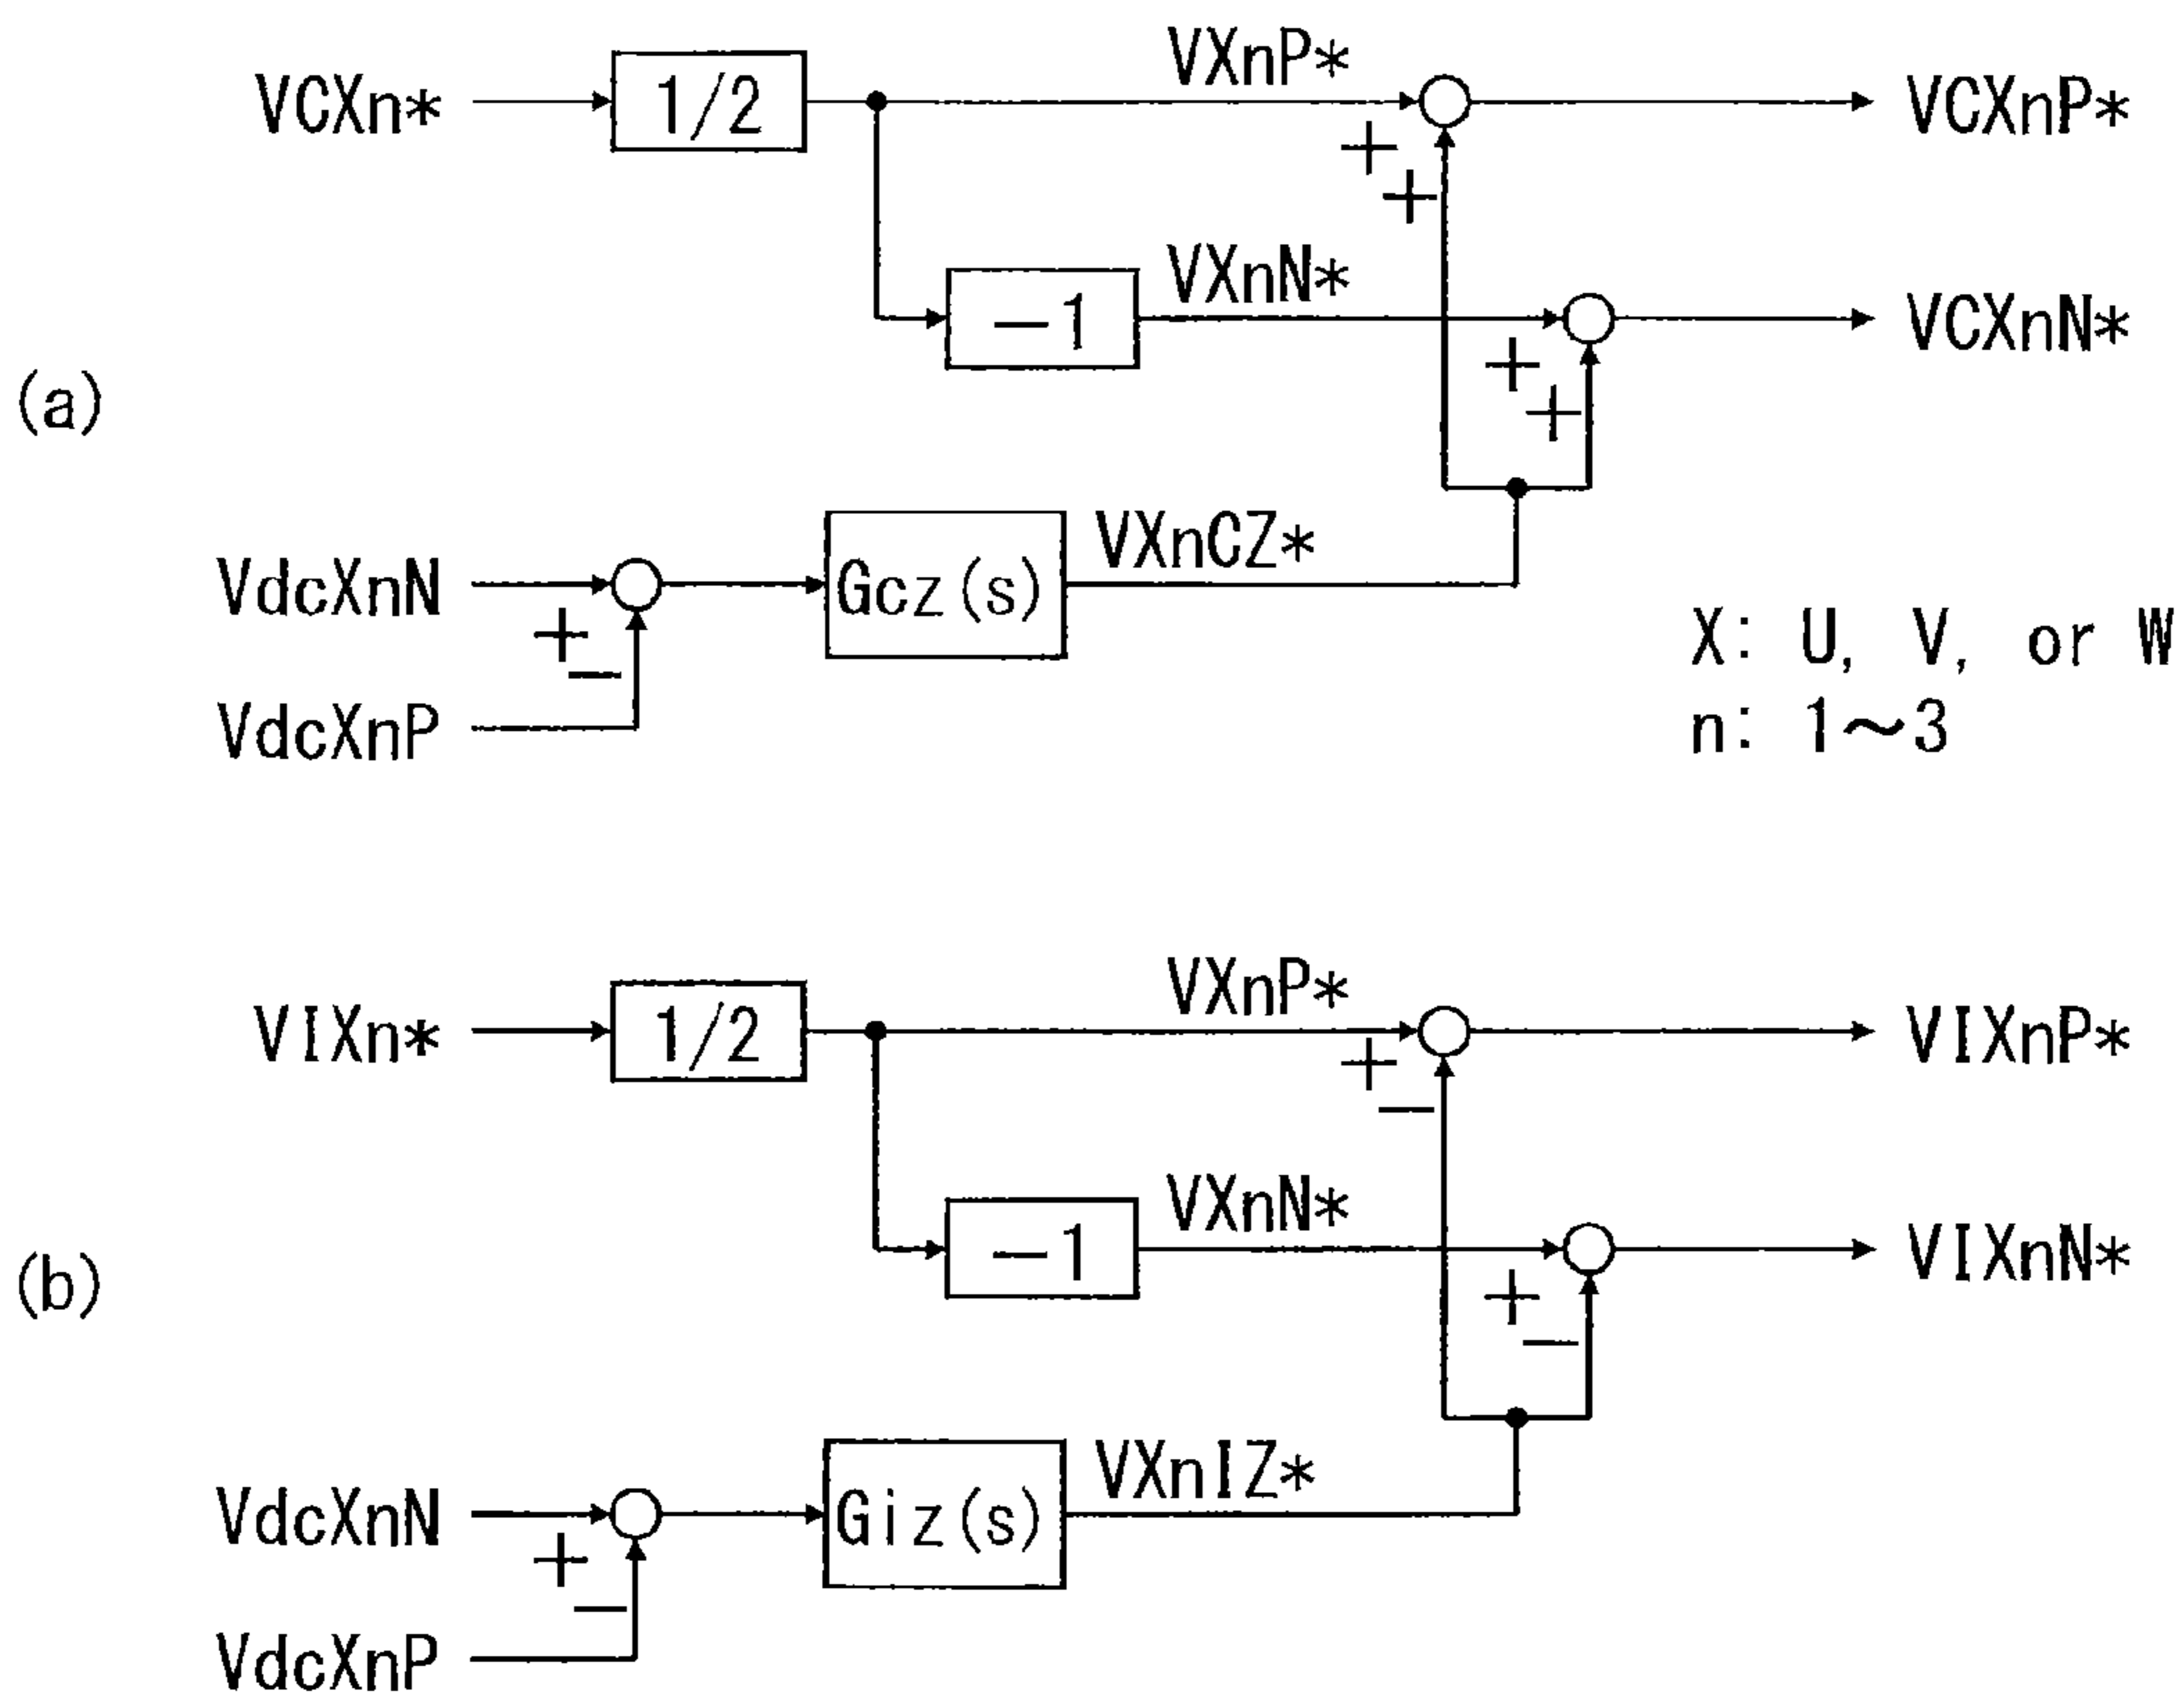 VXnP*
VCXn* 1/2 VCXnP*
+
+
VXnN*
-1 VCXnN*
+
(a) +
VXnCZ*
VdcXnN Gcz(s)
+
− X: U, V, or W
VdcXnP n: 1~3
VXnP*
VIXn* 1/2 VIXnP*
+
−
VXnN*
-1 VIXnN*
(b) +
−
VXnIZ*
VdcXnN Giz(s)
+
−
VdcXnP